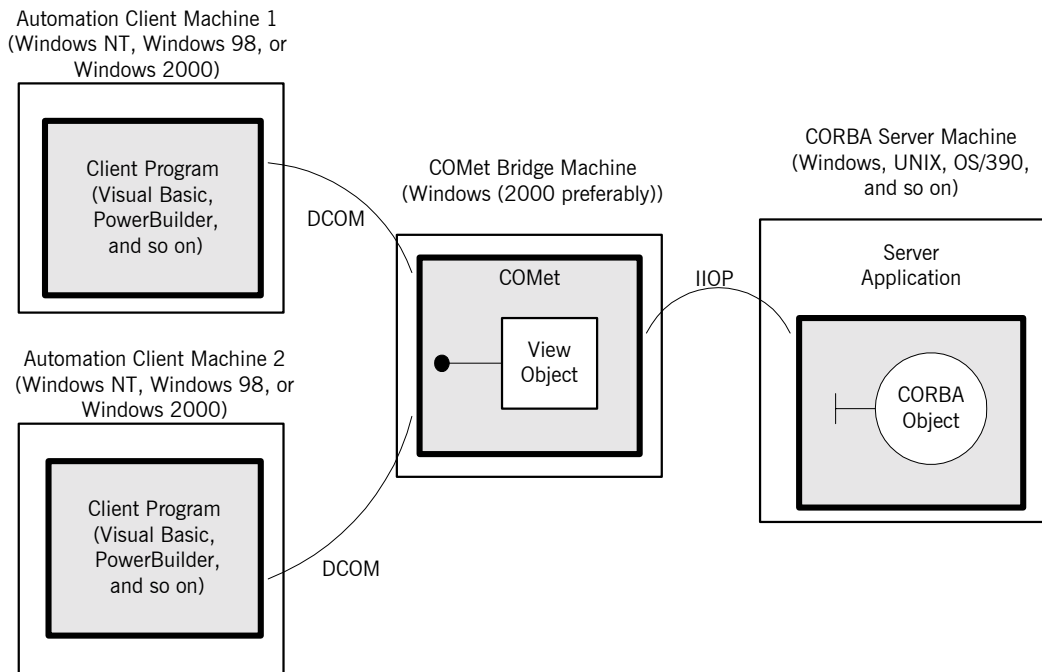 Automation Client Machine 1
(Windows NT, Windows 98, or
Windows 2000)
Client Program
(Visual Basic,
PowerBuilder,
and so on)
DCOM
Automation Client Machine 2
(Windows NT, Windows 98, or
Windows 2000)
Client Program
(Visual Basic,
PowerBuilder,
and so on)
DCOM
COMet Bridge Machine
(Windows (2000 preferably))
COMet
View
Object
IIOP
CORBA Server Machine
(Windows, UNIX, OS/390,
and so on)
Server
Application
CORBA
Object